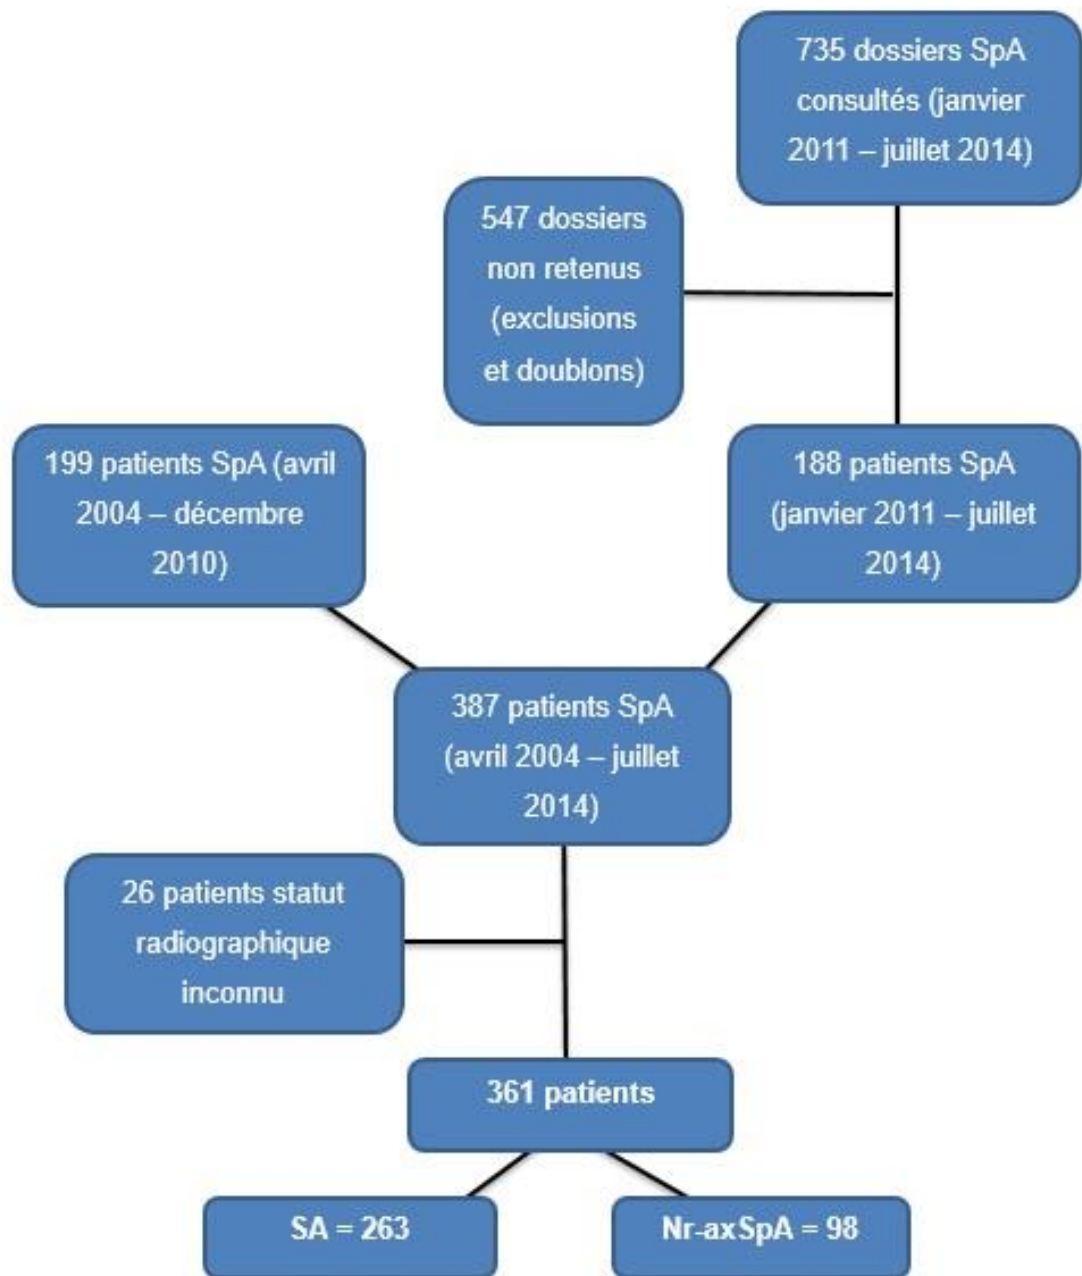 735 dossiers SpA
consultés (janvier
2011 – juillet 2014)
547 dossiers
non retenus
(exclusions
et doublons)
199 patients SpA (avril
2004 – décembre
2010)
188 patients SpA
(janvier 2011 – juillet
2014)
387 patients SpA
(avril 2004 – juillet
2014)
26 patients statut
radiographique
inconnu
361 patients
SA = 263
Nr-axSpA = 98